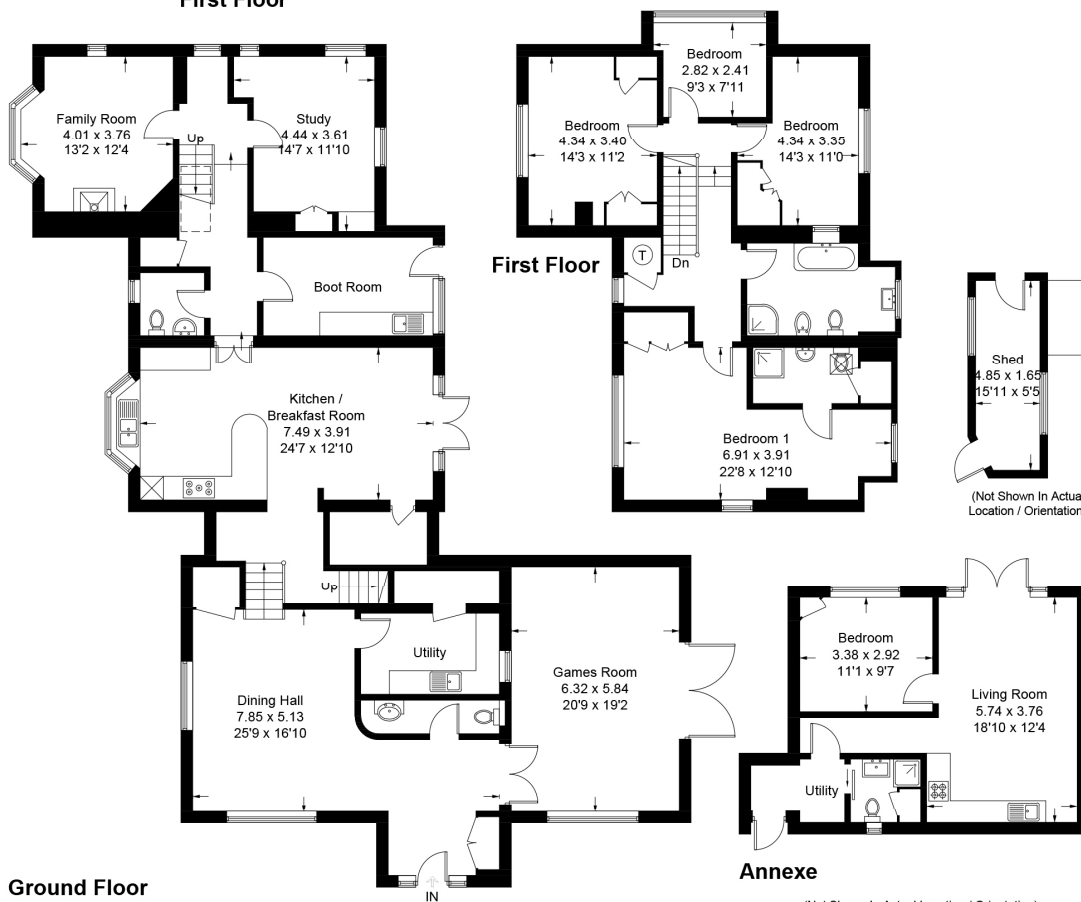 First Floor
Family Room
4.01 x 3.76
13'2 x 12'4
Up
Study
4.44 x 3.61
14'7 x 11'10
Boot Room
Kitchen /
Breakfast Room
7.49 x 3.91
24'7 x 12'10
Up
Utility
Dining Hall
7.85 x 5.13
25'9 x 16'10
Games Room
6.32 x 5.84
20'9 x 19'2
IN
Ground Floor
Bedroom
2.82 x 2.41
9'3 x 7'11
Bedroom
4.34 x 3.40
14'3 x 11'2
Bedroom
4.34 x 3.35
14'3 x 11'0
T
Dn
First Floor
Bedroom 1
6.91 x 3.91
22'8 x 12'10
Shed
4.85 x 1.65
15'11 x 5'5
(Not Shown In Actua
Location / Orientation
Bedroom
3.38 x 2.92
11'1 x 9'7
Living Room
5.74 x 3.76
18'10 x 12'4
Utility
Annexe